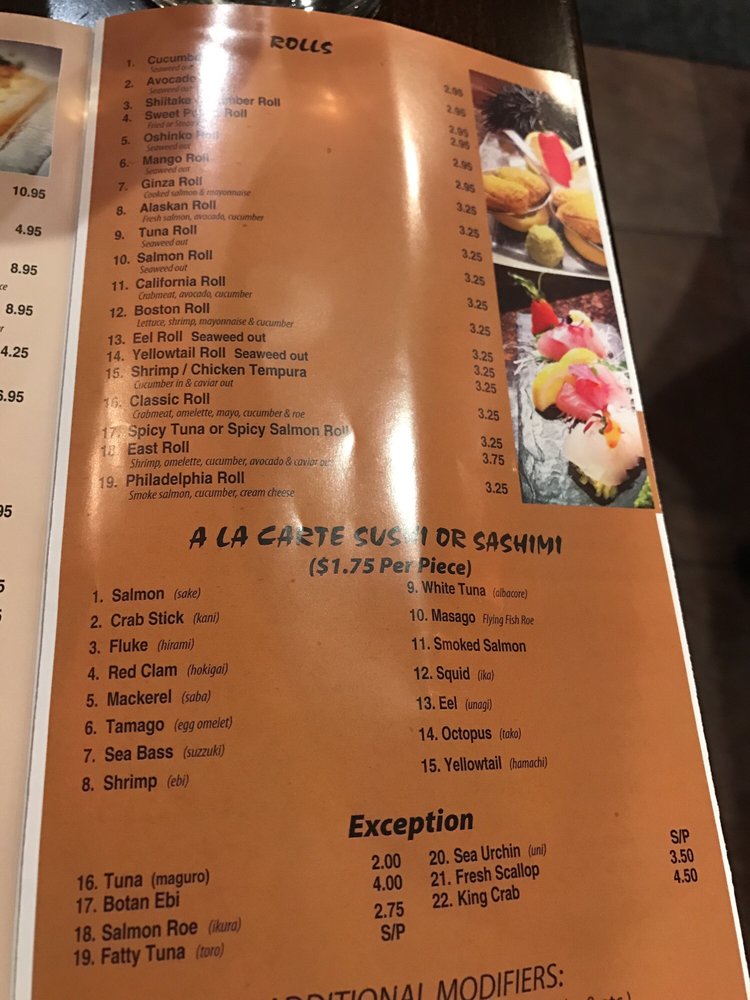 ROLLS
1. Cucumbe
Seaweed out
2. Avocado
Seaweed out
3. Shiitake Cucumber Roll
4. Sweet Potato Roll
Fried or Steam
5. Oshinko Roll
Seaweed out
6. Mango Roll
Seaweed out
7. Ginza Roll
Cooked salmon & mayonnaise
8. Alaskan Roll
Fresh salmon, avocado, cucumber
9. Tuna Roll
Seaweed out
10. Salmon Roll
Seaweed out
11. California Roll
Crabmeat, avocado, cucumber
12. Boston Roll
Lettuce, shrimp, mayonnaise & cucumber
13. Eel Roll Seaweed out
14. Yellowtail Roll Seaweed out
15. Shrimp / Chicken Tempura
Cucumber in & caviar out
16. Classic Roll
Crabmeat, omelette, mayo, cucumber & roe
17. Spicy Tuna or Spicy Salmon Roll
18. East Roll
Shrimp, omelette, cucumber, avocado & caviar out
19. Philadelphia Roll
Smoke salmon, cucumber, cream cheese
2.95
2.95
2.95
2.95
2.95
2.95
3.25
3.25
3.25
3.25
3.25
3.25
3.25
3.25
3.25
3.25
3.25
3.75
3.25
A LA CARTE SUSHI OR SASHIMI
($1.75 Per Piece)
1. Salmon (sake)
2. Crab Stick (kani)
3. Fluke (hirami)
4. Red Clam (hokigai)
5. Mackerel (saba)
6. Tamago (egg omelet)
7. Sea Bass (suzzuki)
8. Shrimp (ebi)
9. White Tuna (albacore)
10. Masago Flying Fish Roe
11. Smoked Salmon
12. Squid (ika)
13. Eel (unagi)
14. Octopus (tako)
15. Yellowtail (hamachi)
Exception
16. Tuna (maguro) 2.00
17. Botan Ebi 4.00
18. Salmon Roe (ikura) 2.75
19. Fatty Tuna (toro) S/P
20. Sea Urchin (uni) S/P
21. Fresh Scallop 3.50
22. King Crab 4.50
ADDITIONAL MODIFIERS:
10.95
4.95
8.95
8.95
4.25